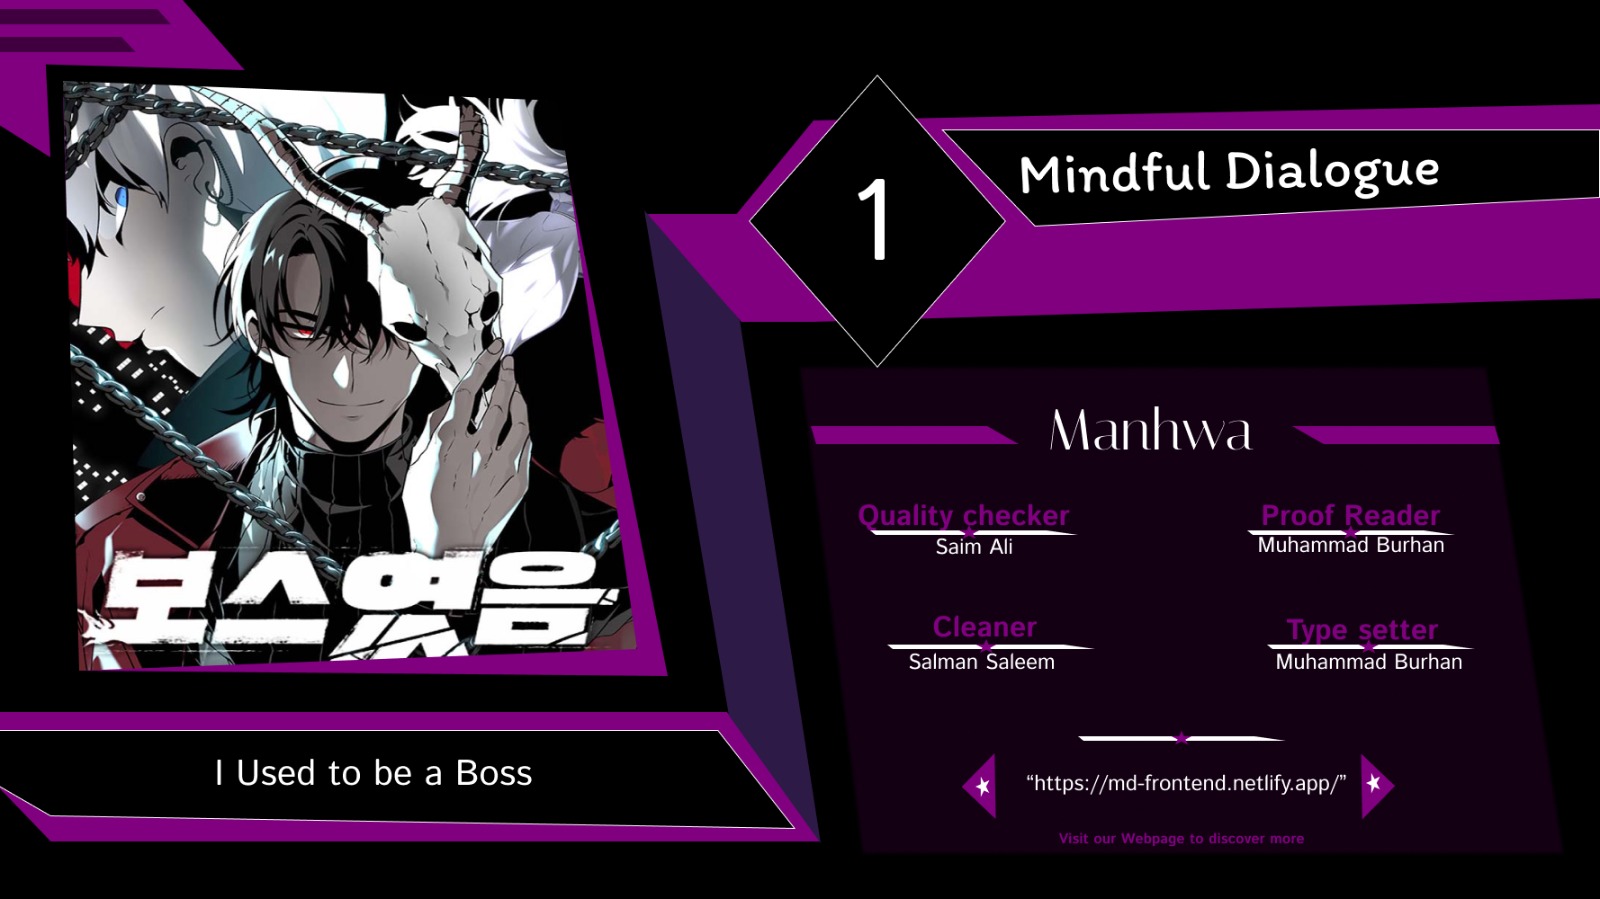 1
Mindful Dialogue
보스였음
I Used to be a Boss
Manhwa
Quality checker
Saim Ali
Proof Reader
Muhammad Burhan
Cleaner
Salman Saleem
Type setter
Muhammad Burhan
“https://md-frontend.netlify.app/”
Visit our Webpage to discover more